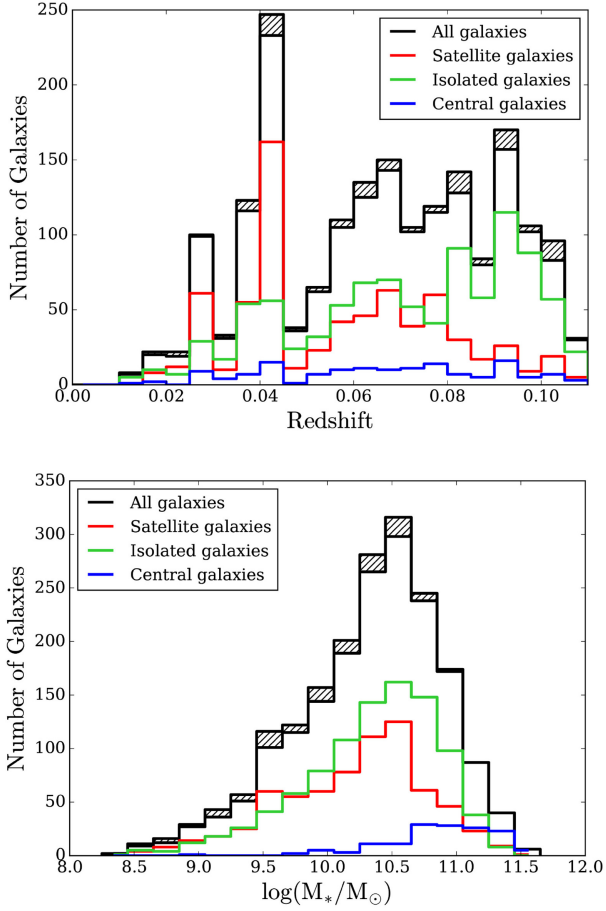 250
200
150
100
50
0
Number of Galaxies
All galaxies
Satellite galaxies
Isolated galaxies
Central galaxies
0.00 0.02 0.04 0.06 0.08 0.10
Redshift
350
300
250
200
150
100
50
0
Number of Galaxies
All galaxies
Satellite galaxies
Isolated galaxies
Central galaxies
8.0 8.5 9.0 9.5 10.0 10.5 11.0 11.5 12.0
log(M∗/M⊙)